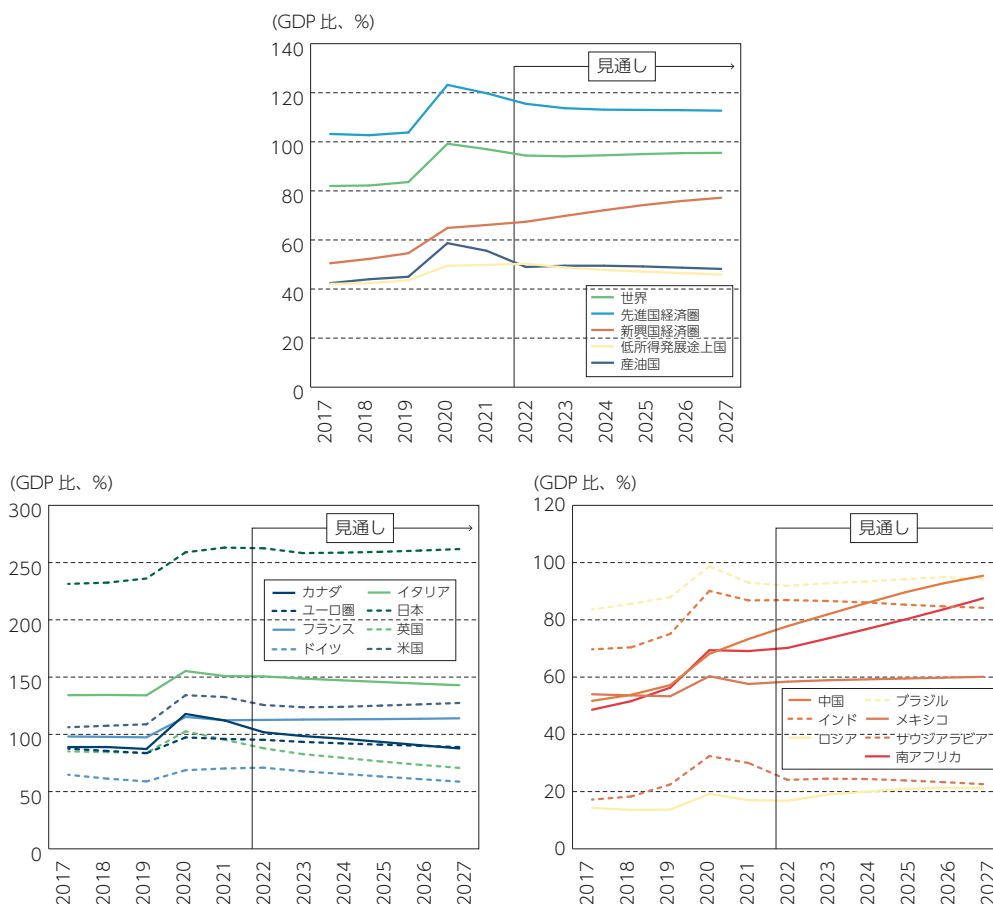 (GDP 比、%)
140
120
100
80
60
40
20
0
見通し
世界
先進国経済圏
新興国経済圏
低所得発展途上国
産油国
2017
2018
2019
2020
2021
2022
2023
2024
2025
2026
2027
(GDP 比、%)
300
250
200
150
100
50
0
見通し
カナダ イタリア
ユーロ圏 日本
フランス 英国
ドイツ 米国
2017
2018
2019
2020
2021
2022
2023
2024
2025
2026
2027
(GDP 比、%)
120
100
80
60
40
20
0
見通し
中国 ブラジル
インド メキシコ
ロシア サウジアラビア
南アフリカ
2017
2018
2019
2020
2021
2022
2023
2024
2025
2026
2027